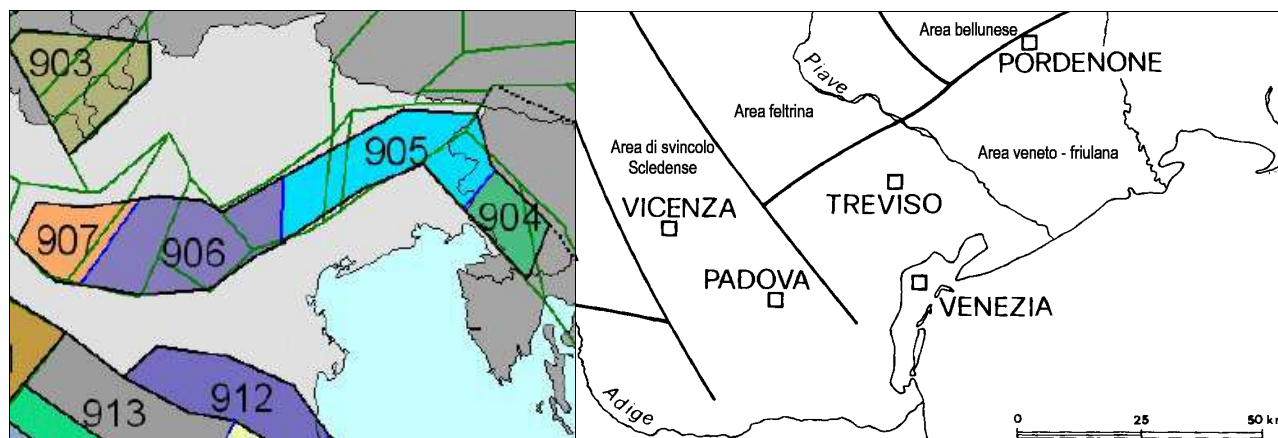 903
905
904
907
906
912
913
Area bellunese
PORDENONE
Piave
Area feltrina
Area di svincolo
Scledense
Area veneto - friulana
VICENZA
TREVISO
PADOVA
VENEZIA
Adige
0 25 50 km